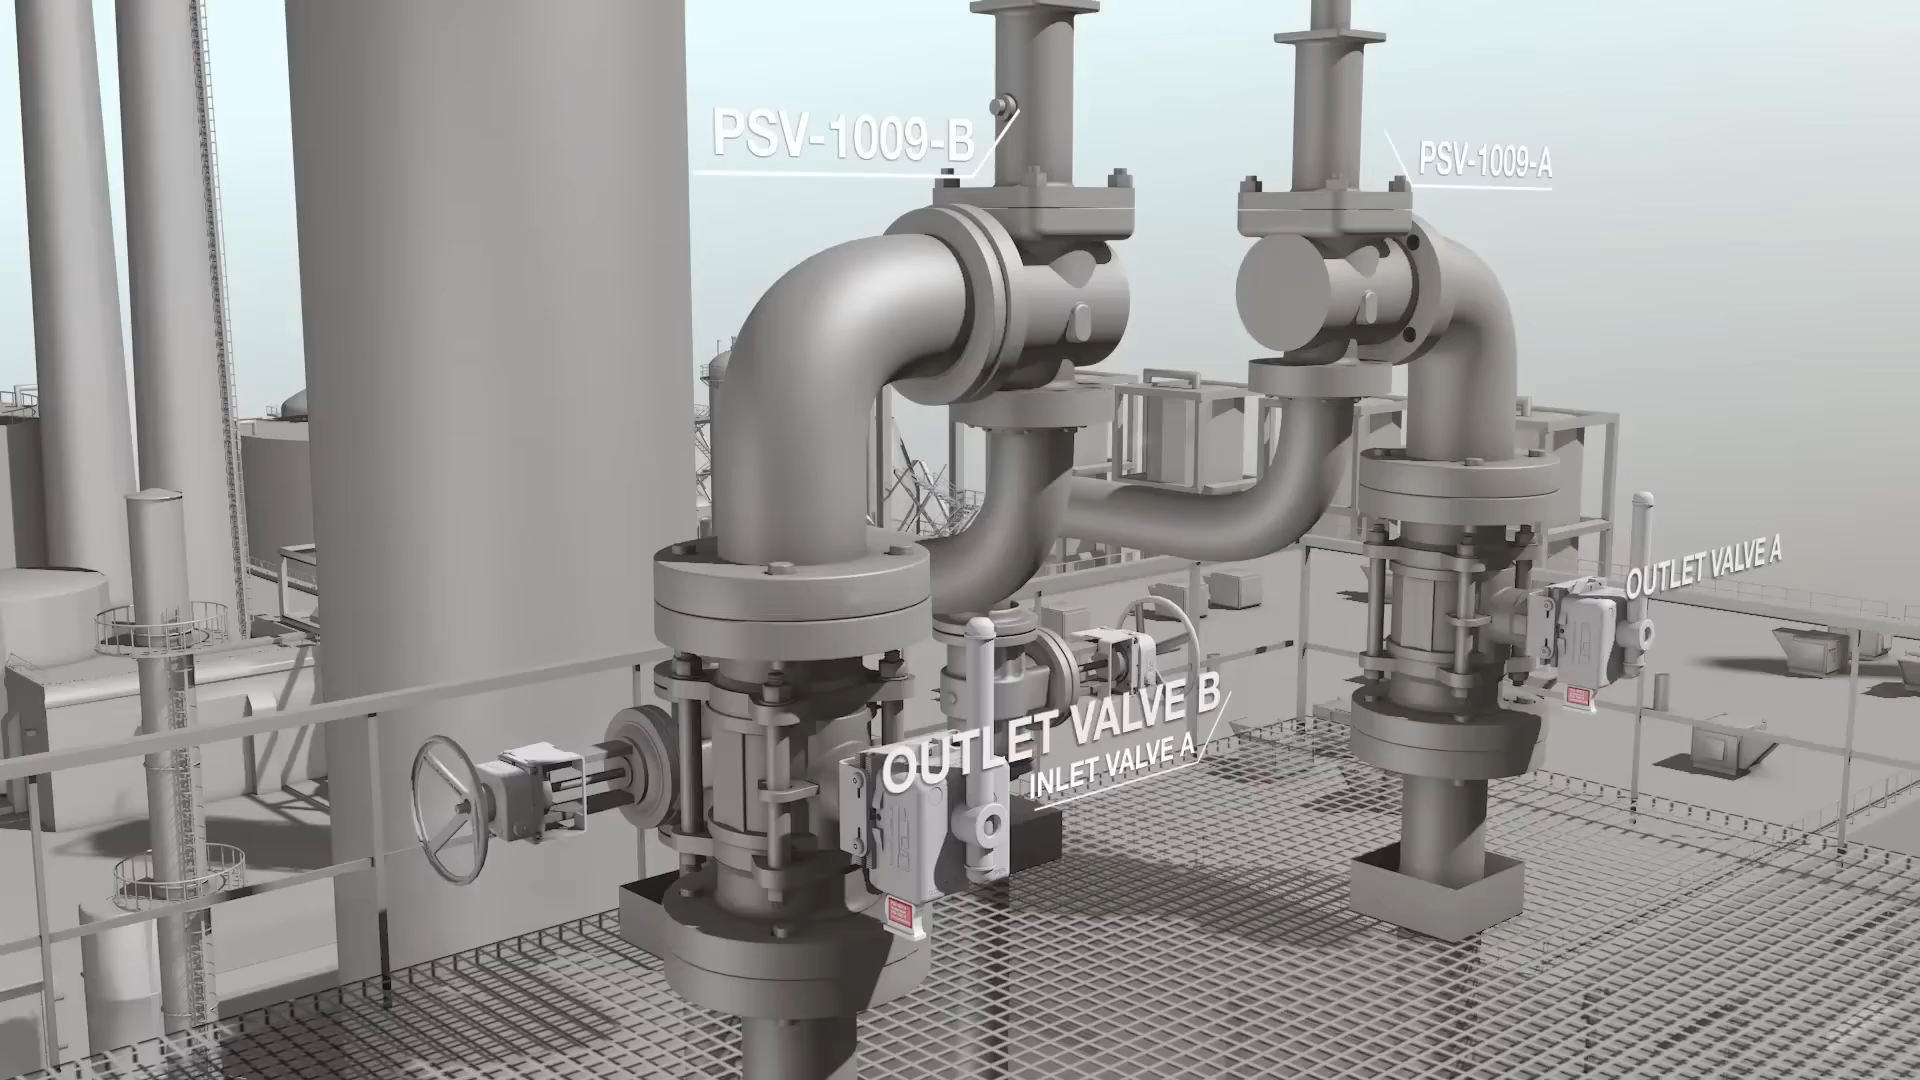 PSV-1009-B
PSV-1009-A
OUTLET VALVE A
OUTLET VALVE B
INLET VALVE A